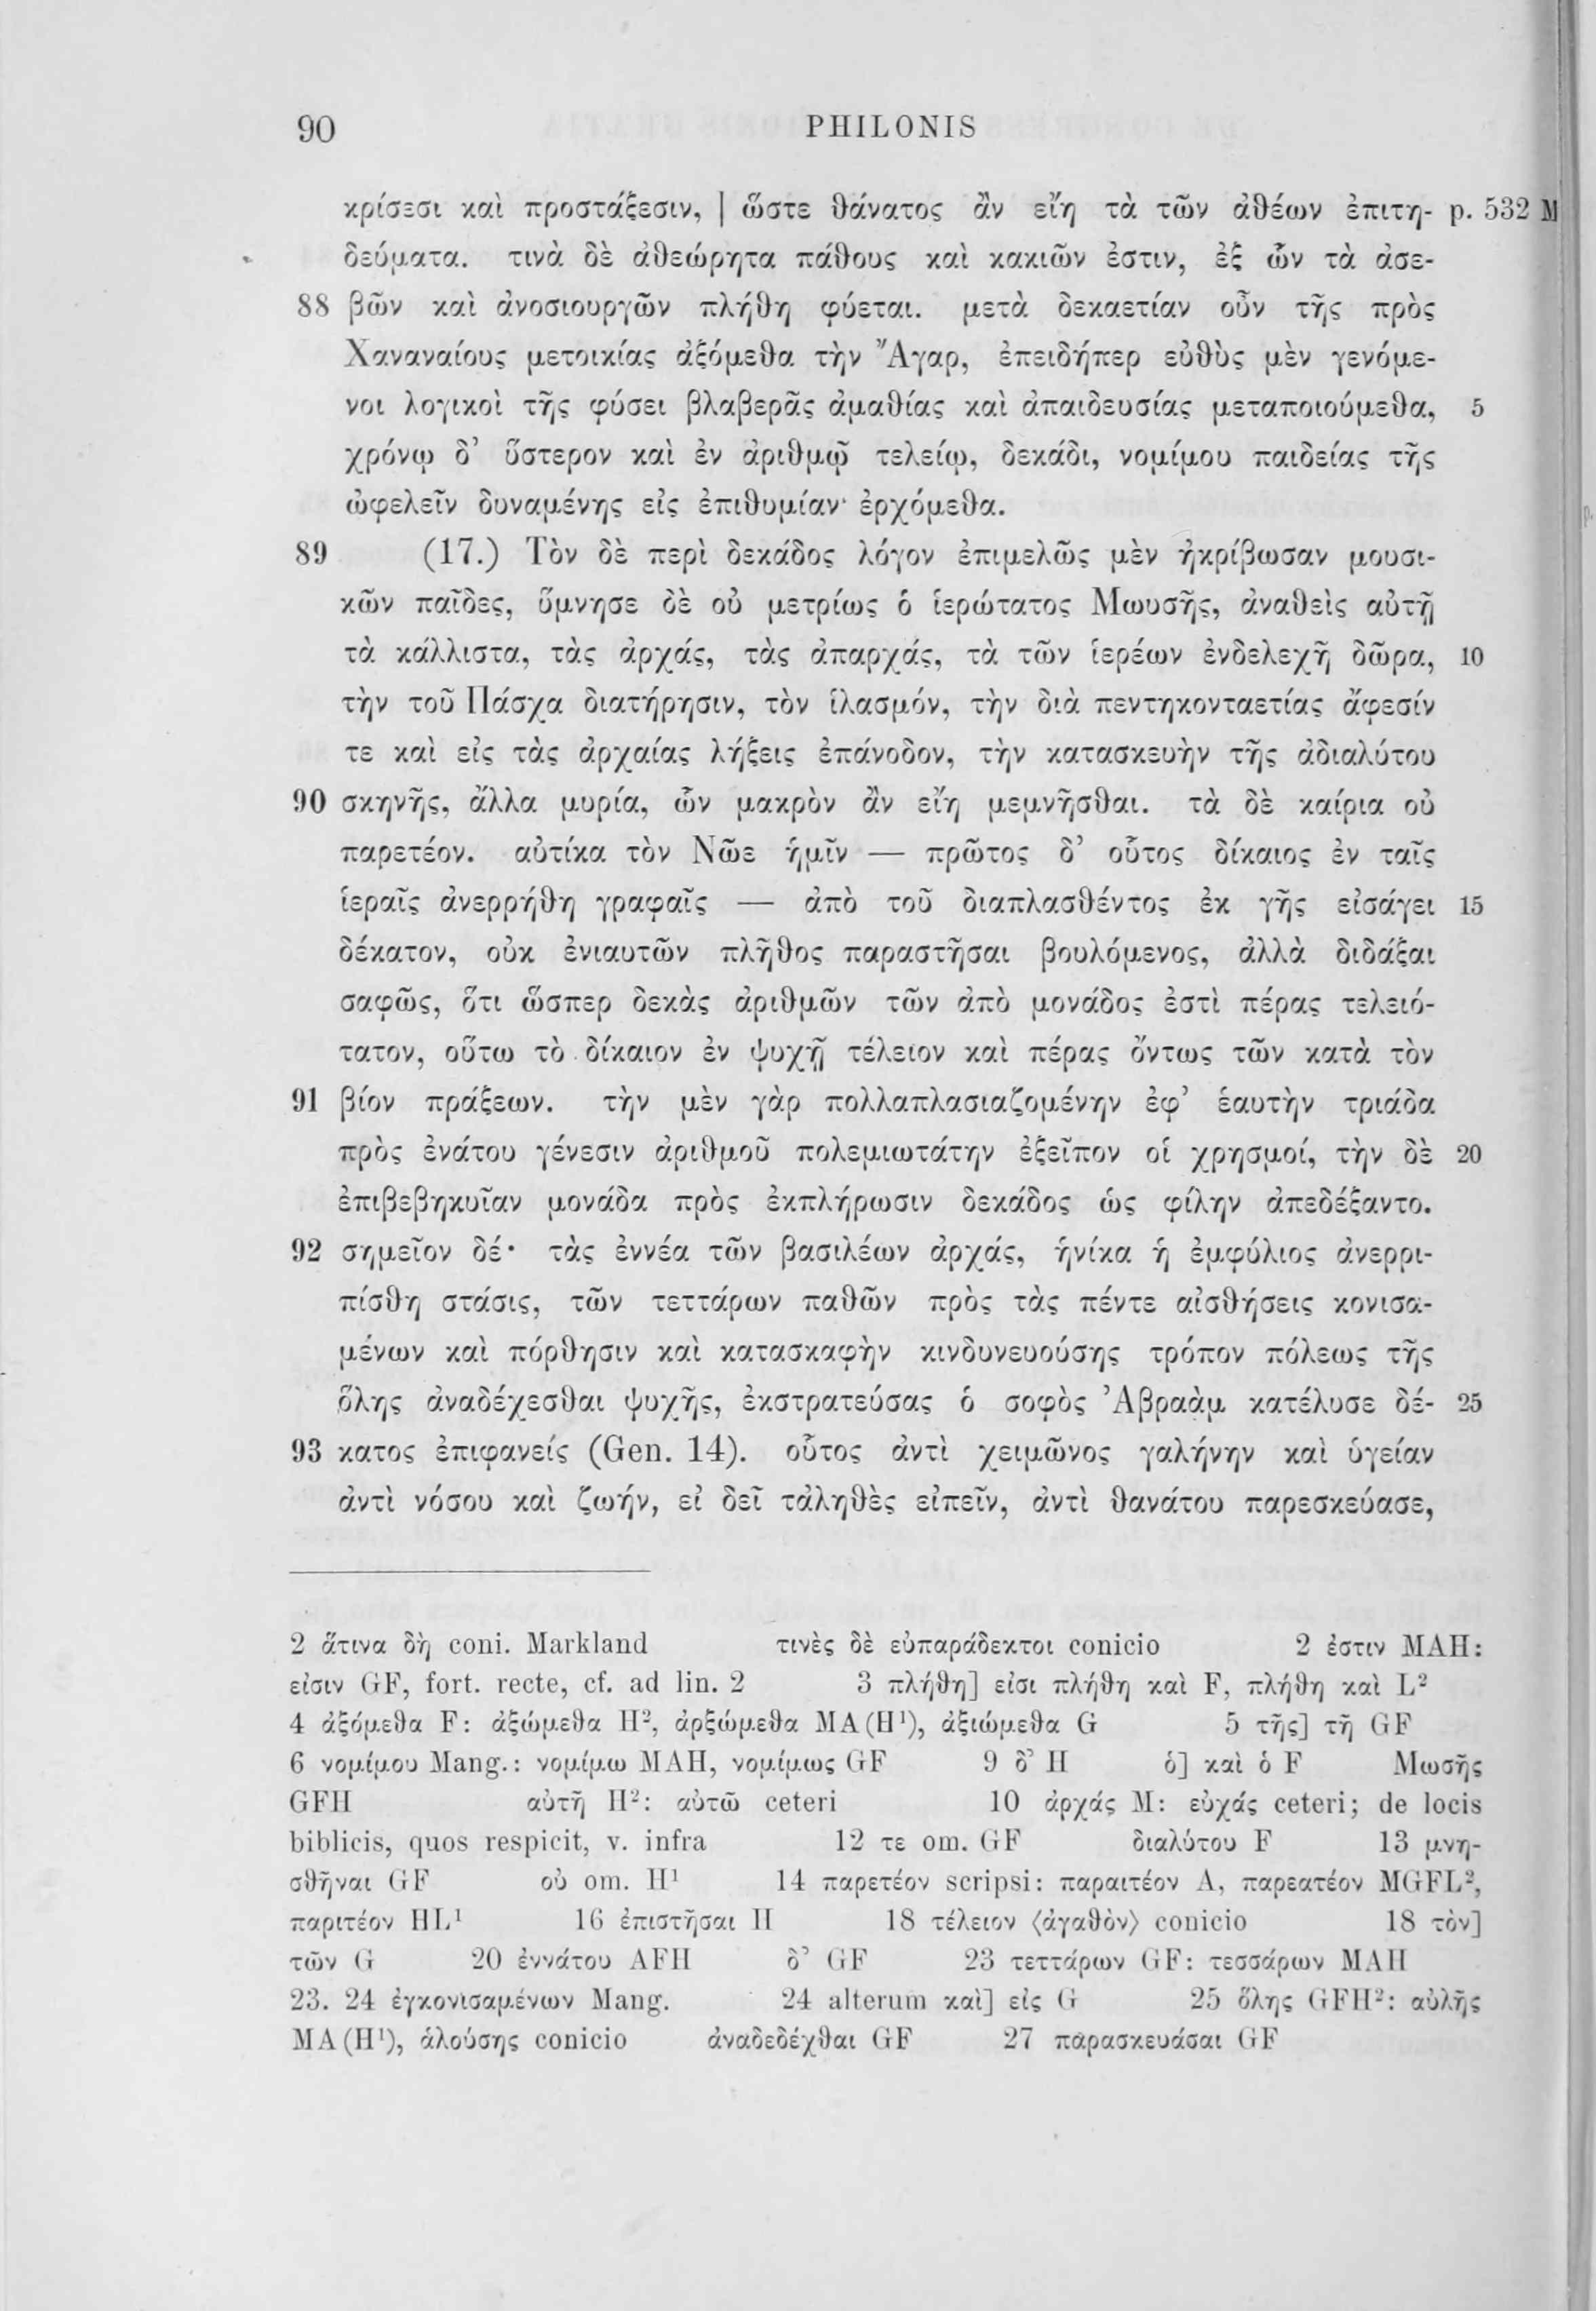 90 PHILONIS
κρίσεσι καὶ προστάξεσιν, | ὥστε θάνατος ἂν εἴη τὰ τῶν ἀθέων ἐπιτη- p. 532 M
δεύματα. τινὰ δὲ ἀθεώρητα πάθους καὶ κακιῶν ἐστιν, ἐξ ὧν τὰ ἀσε-
88 βῶν καὶ ἀνοσιουργῶν πλήθη φύεται. μετὰ δεκαετίαν οὖν τῆς πρὸς
Χαναναίους μετοικίας ἀξόμεθα τὴν Ἄγαρ, ἐπειδήπερ εὐθὺς μὲν γενόμε-
νοι λογικοὶ τῆς φύσει βλαβερᾶς ἀμαθίας καὶ ἀπαιδευσίας μεταποιούμεθα, 5
χρόνῳ δ’ ὕστερον καὶ ἐν ἀριθμῷ τελείῳ, δεκάδι, νομίμου παιδείας τῆς
ὠφελεῖν δυναμένης εἰς ἐπιθυμίαν ἐρχόμεθα.
89 (17.) Τὸν δὲ περὶ δεκάδος λόγον ἐπιμελῶς μὲν ἠκρίβωσαν μουσι-
κῶν παῖδες, ὕμνησε δὲ οὐ μετρίως ὁ ἱερώτατος Μωυσῆς, ἀναθεὶς αὐτῇ
τὰ κάλλιστα, τὰς ἀρχάς, τὰς ἀπαρχάς, τὰ τῶν ἱερέων ἐνδελεχῆ δῶρα, 10
τὴν τοῦ Πάσχα διατήρησιν, τὸν ἱλασμόν, τὴν διὰ πεντηκονταετίας ἄφεσίν
τε καὶ εἰς τὰς ἀρχαίας λήξεις ἐπάνοδον, τὴν κατασκευὴν τῆς ἀδιαλύτου
90 σκηνῆς, ἄλλα μυρία, ὧν μακρὸν ἂν εἴη μεμνῆσθαι. τὰ δὲ καίρια οὐ
παρετέον. αὐτίκα τὸν Νῶε ἡμῖν — πρῶτος δ’ οὗτος δίκαιος ἐν ταῖς
ἱεραῖς ἀνερρήθη γραφαῖς — ἀπὸ τοῦ διαπλασθέντος ἐκ γῆς εἰσάγει 15
δέκατον, οὐκ ἐνιαυτῶν πλῆθος παραστῆσαι βουλόμενος, ἀλλὰ διδάξαι
σαφῶς, ὅτι ὥσπερ δεκὰς ἀριθμῶν τῶν ἀπὸ μονάδος ἐστὶ πέρας τελειό-
τατον, οὕτω τὸ δίκαιον ἐν ψυχῇ τέλειον καὶ πέρας ὄντως τῶν κατὰ τὸν
91 βίον πράξεων. τὴν μὲν γὰρ πολλαπλασιαζομένην ἐφ’ ἑαυτὴν τριάδα
πρὸς ἐνάτου γένεσιν ἀριθμοῦ πολεμιωτάτην ἐξεῖπον οἱ χρησμοί, τὴν δὲ 20
ἐπιβεβηκυῖαν μονάδα πρὸς ἐκπλήρωσιν δεκάδος ὡς φίλην ἀπεδέξαντο.
92 σημεῖον δέ· τὰς ἐννέα τῶν βασιλέων ἀρχάς, ἡνίκα ἡ ἐμφύλιος ἀνερρι-
πίσθη στάσις, τῶν τεττάρων παθῶν πρὸς τὰς πέντε αἰσθήσεις κονισα-
μένων καὶ πόρθησιν καὶ κατασκαφὴν κινδυνευούσης τρόπον πόλεως τῆς
ὅλης ἀναδέχεσθαι ψυχῆς, ἐκστρατεύσας ὁ σοφὸς Ἀβραὰμ κατέλυσε δέ- 25
93 κατος ἐπιφανείς (Gen. 14). οὗτος ἀντὶ χειμῶνος γαλήνην καὶ ὑγείαν
ἀντὶ νόσου καὶ ζωήν, εἰ δεῖ τἀληθὲς εἰπεῖν, ἀντὶ θανάτου παρεσκεύασε,
2 ἅτινα δὴ coni. Markland τινὲς δὲ εὐπαράδεκτοι conicio 2 ἐστιν MAH:
εἰσιν GF, fort. recte, cf. ad lin. 2 3 πλήθη] εἰσι πλήθη καὶ F, πλήθη καὶ L²
4 ἀξόμεθα F: ἀξώμεθα H², ἀρξώμεθα MA(H¹), ἀξιώμεθα G 5 τῆς] τῇ GF
6 νομίμου Mang.: νομίμω MAH, νομίμως GF 9 δ’ H ὁ] καὶ ὁ F Μωσῆς
GFH αὐτῇ H²: αὐτῶ ceteri 10 ἀρχάς M: εὐχάς ceteri; de locis
biblicis, quos respicit, v. infra 12 τε om. GF διαλύτου F 13 μνη-
σθῆναι GF οὐ om. H¹ 14 παρετέον scripsi: παραιτέον A, παρεατέον MGFL²,
παριτέον HL¹ 16 ἐπιστῆσαι H 18 τέλειον ⟨ἀγαθὸν⟩ conicio 18 τὸν]
τῶν G 20 ἐννάτου AFH δ’ GF 23 τεττάρων GF: τεσσάρων MAH
23. 24 ἐγκονισαμένων Mang. 24 alterum καὶ] εἰς G 25 ὅλης GFH²: αὐλῆς
MA(H¹), ἁλούσης conicio ἀναδεδέχθαι GF 27 παρασκευάσαι GF